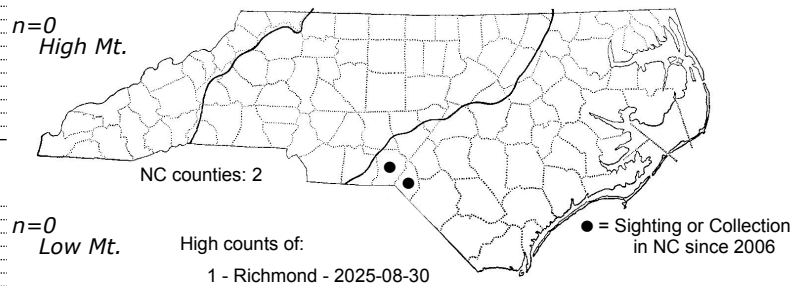 n=0
High Mt.
NC counties: 2
n=0
Low Mt.
High counts of:
1 - Richmond - 2025-08-30
● = Sighting or Collection
in NC since 2006